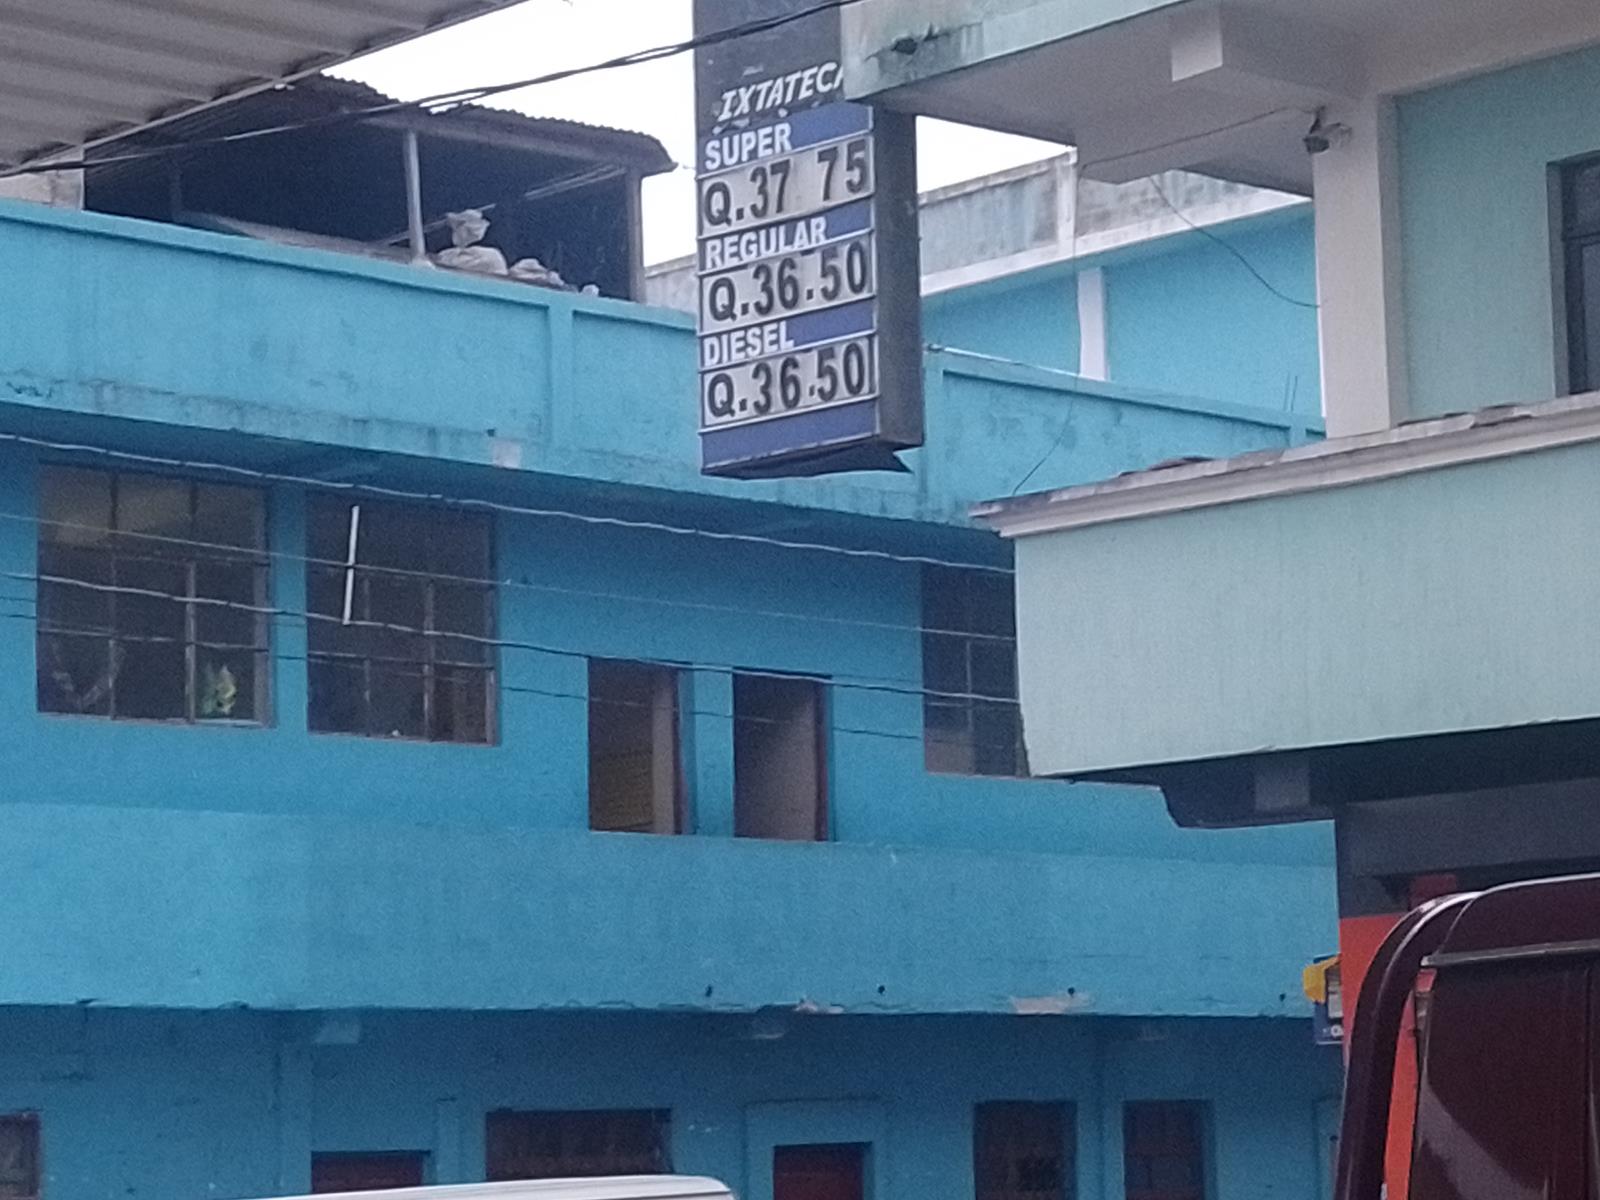 IXTATECA
SUPER
Q.37 75
REGULAR
Q.36.50
DIESEL
Q.36.50